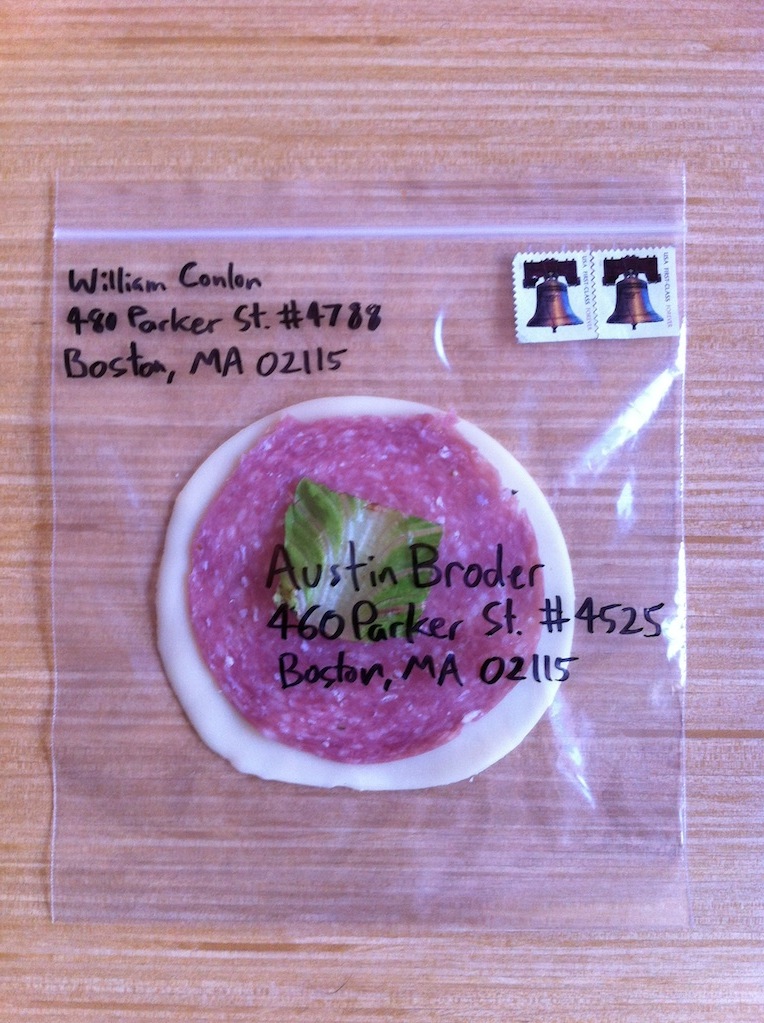 William Conlon
480 Parker St. #4788
Boston, MA 02115
USA FIRST-CLASS FOREVER
USA FIRST-CLASS FOREVER
Austin Broder
460 Parker St. #4525
Boston, MA 02115